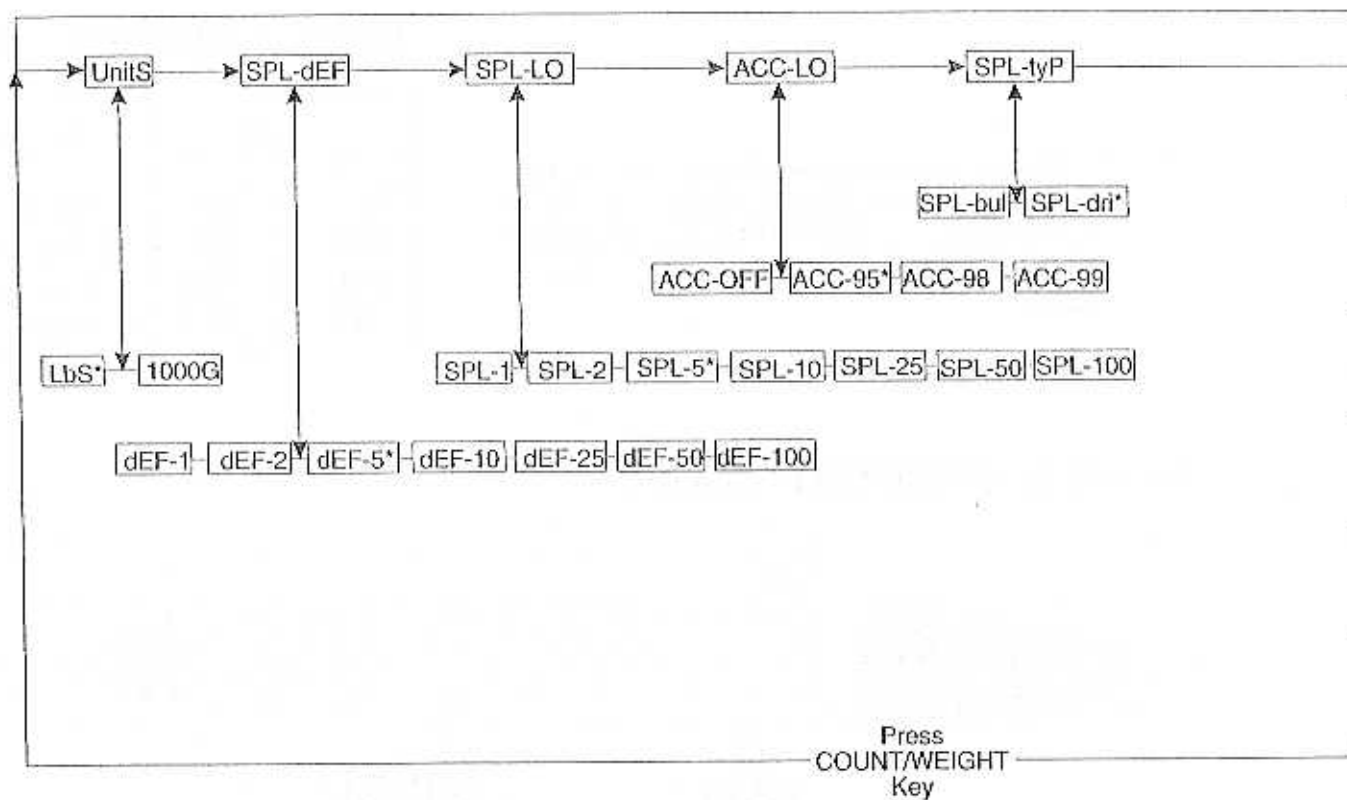 UnitS SPL-dEF SPL-LO ACC-LO SPL-tyP
SPL-bul SPL-dri*
ACC-OFF ACC-95* ACC-98 ACC-99
LbS* 1000G
SPL-1 SPL-2 SPL-5* SPL-10 SPL-25 SPL-50 SPL-100
dEF-1 dEF-2 dEF-5* dEF-10 dEF-25 dEF-50 dEF-100
Press
COUNT/WEIGHT
Key